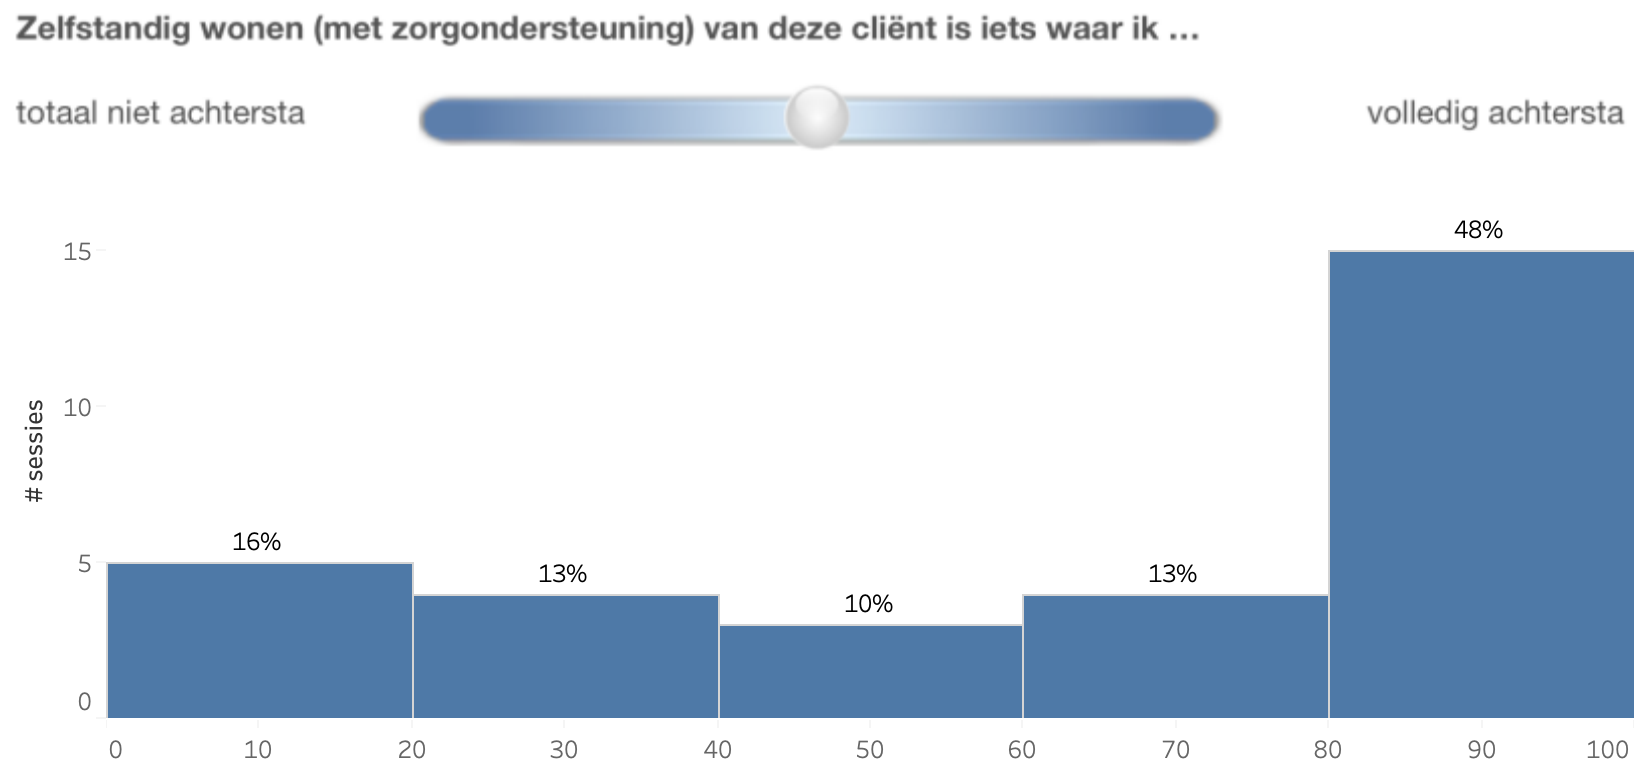 Zelfstandig wonen (met zorgondersteuning) van deze cliënt is iets waar ik ...
totaal niet achtersta
volledig achtersta
48%
15
10
# sessies
16%
5
13%
13%
10%
0
0 10 20 30 40 50 60 70 80 90 100